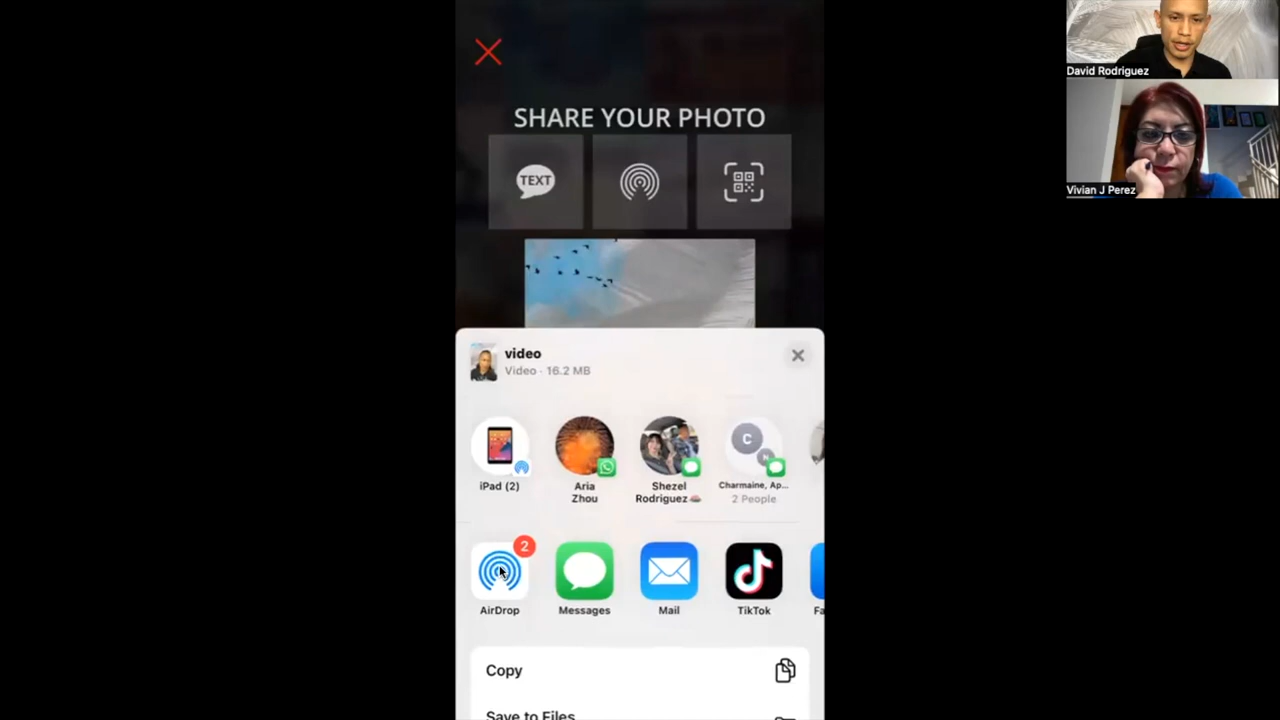 SHARE YOUR PHOTO
TEXT
video
Video · 16.2 MB
iPad (2)
Aria
Zhou
Shezel
Rodriguez
C
Charmaine, Ap...
2 People
2
AirDrop
Messages
Mail
TikTok
Fa
Copy
Save to Files
David Rodriguez
Vivian J Perez